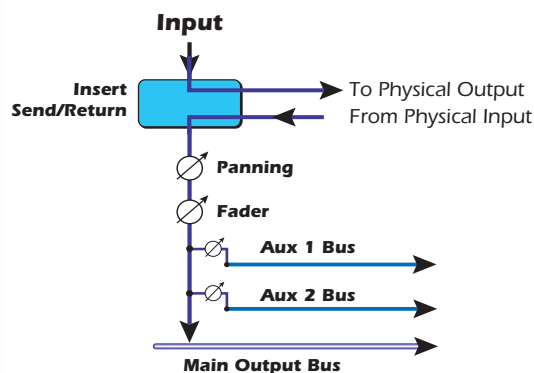 Input
Insert
Send/Return
To Physical Output
From Physical Input
Panning
Fader
Aux 1 Bus
Aux 2 Bus
Main Output Bus